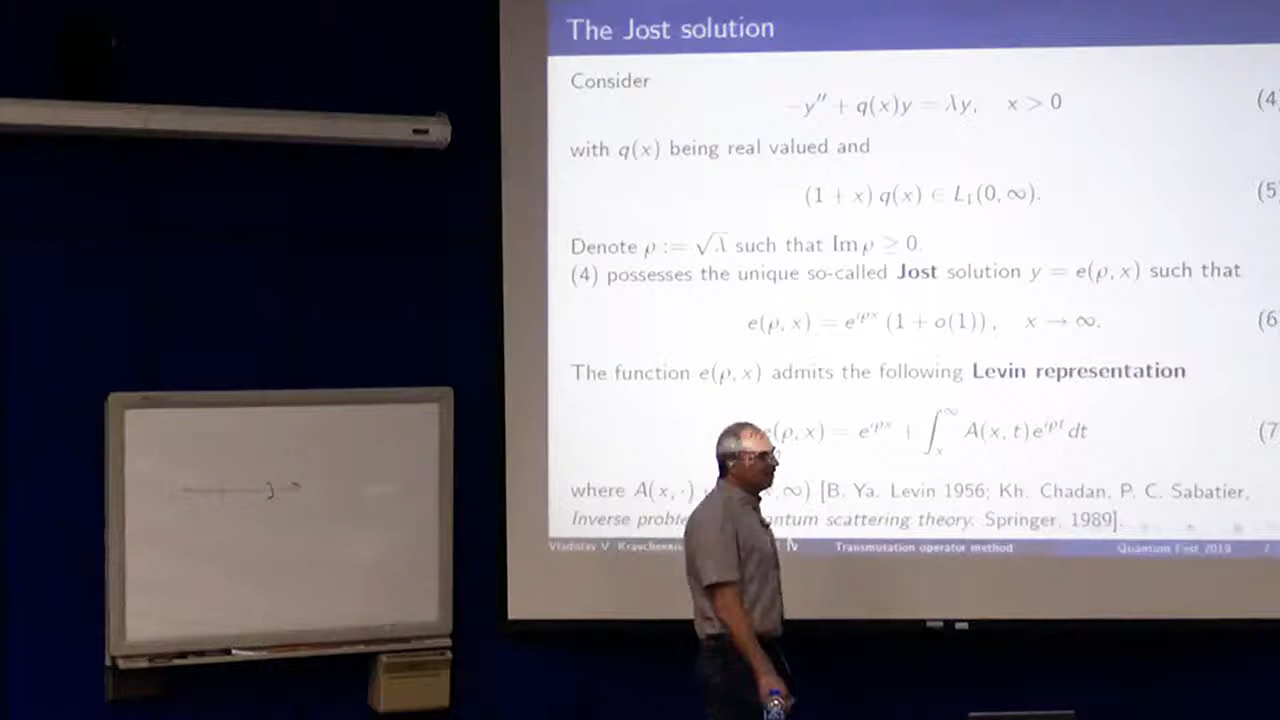 The Jost solution
Consider
−y″ + q(x)y = λy, x > 0 (4
with q(x) being real valued and
(1 + x) q(x) ∈ L₁(0, ∞). (5
Denote ρ := √λ such that Im ρ ≥ 0.
(4) possesses the unique so-called Jost solution y = e(ρ, x) such that
e(ρ, x) = e^{iρx} (1 + o(1)), x → ∞. (6
The function e(ρ, x) admits the following Levin representation
e(ρ, x) = e^{iρx} + ∫_x^∞ A(x, t)e^{iρt} dt (7
where A(x, ·) , ∞) [B. Ya. Levin 1956; Kh. Chadan, P. C. Sabatier,
Inverse scattering theory. Springer, 1989].
Vladislav V. Transmutation operator method Quantum Fest 2019